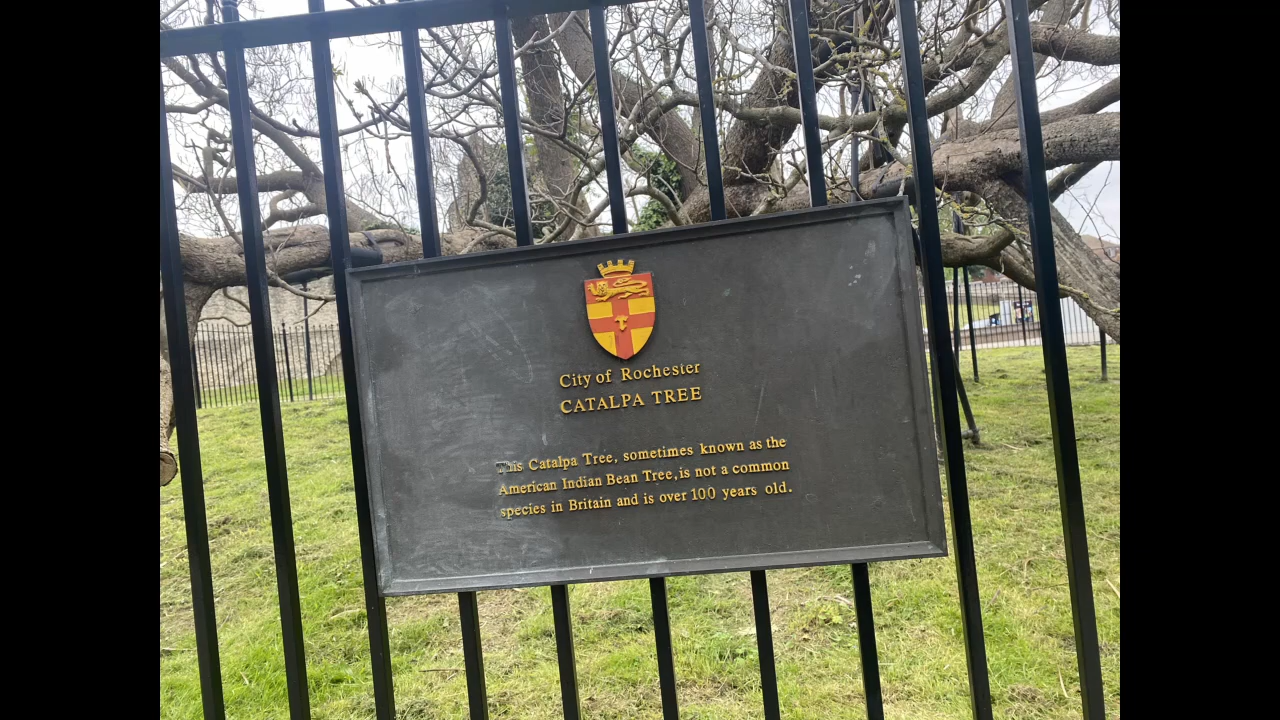 City of Rochester
CATALPA TREE
This Catalpa Tree, sometimes known as the
American Indian Bean Tree, is not a common
species in Britain and is over 100 years old.